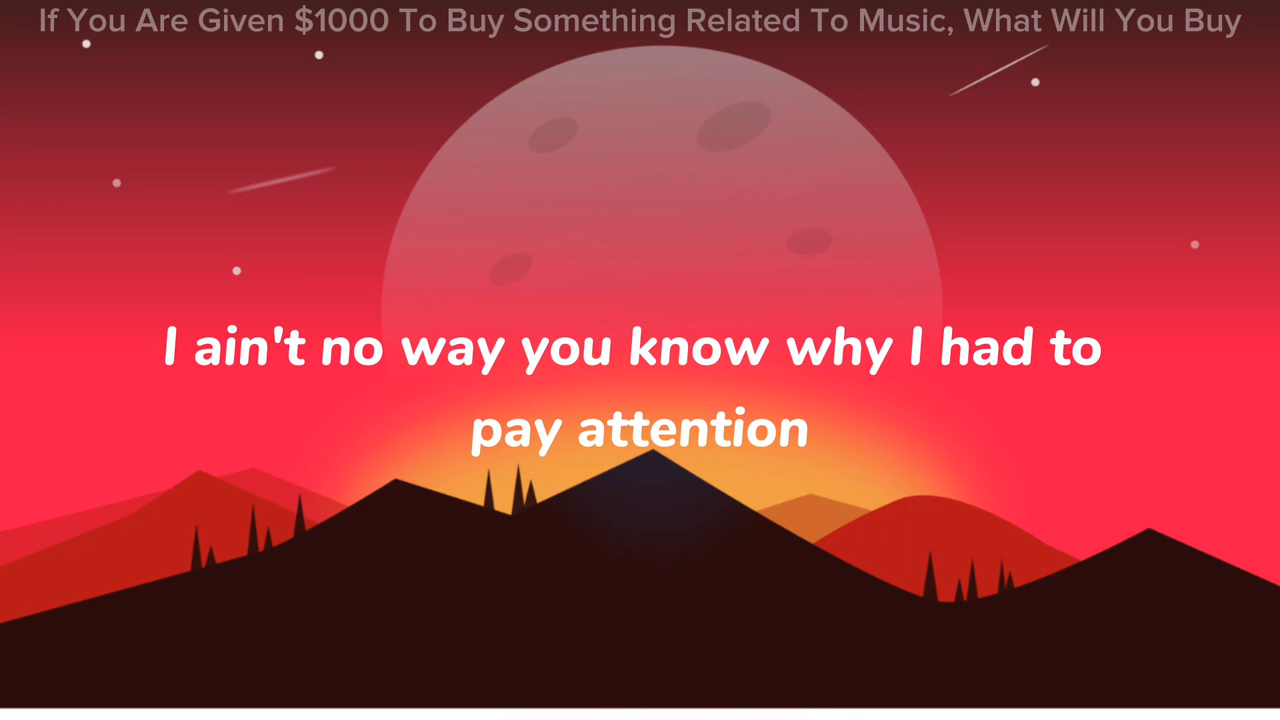 If You Are Given $1000 To Buy Something Related To Music, What Will You Buy
I ain't no way you know why I had to
pay attention